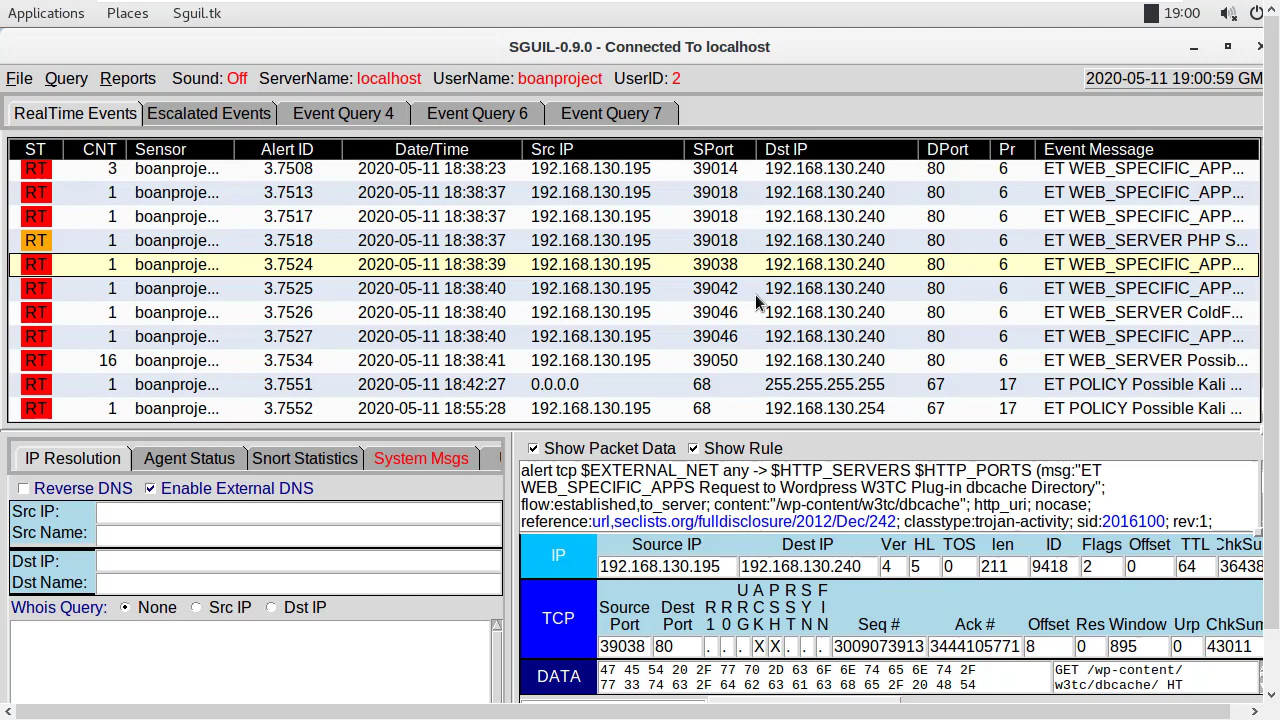 Applications Places Sguil.tk 19:00
SGUIL-0.9.0 - Connected To localhost
File Query Reports Sound: Off ServerName: localhost UserName: boanproject UserID: 2 2020-05-11 19:00:59 GM
RealTime Events Escalated Events Event Query 4 Event Query 6 Event Query 7
ST CNT Sensor Alert ID Date/Time Src IP SPort Dst IP DPort Pr Event Message
RT 3 boanproje... 3.7508 2020-05-11 18:38:23 192.168.130.195 39014 192.168.130.240 80 6 ET WEB_SPECIFIC_APP...
RT 1 boanproje... 3.7513 2020-05-11 18:38:37 192.168.130.195 39018 192.168.130.240 80 6 ET WEB_SPECIFIC_APP...
RT 1 boanproje... 3.7517 2020-05-11 18:38:37 192.168.130.195 39018 192.168.130.240 80 6 ET WEB_SPECIFIC_APP...
RT 1 boanproje... 3.7518 2020-05-11 18:38:37 192.168.130.195 39018 192.168.130.240 80 6 ET WEB_SERVER PHP S...
RT 1 boanproje... 3.7524 2020-05-11 18:38:39 192.168.130.195 39038 192.168.130.240 80 6 ET WEB_SPECIFIC_APP...
RT 1 boanproje... 3.7525 2020-05-11 18:38:40 192.168.130.195 39042 192.168.130.240 80 6 ET WEB_SPECIFIC_APP...
RT 1 boanproje... 3.7526 2020-05-11 18:38:40 192.168.130.195 39046 192.168.130.240 80 6 ET WEB_SERVER ColdF...
RT 1 boanproje... 3.7527 2020-05-11 18:38:40 192.168.130.195 39046 192.168.130.240 80 6 ET WEB_SPECIFIC_APP...
RT 16 boanproje... 3.7534 2020-05-11 18:38:41 192.168.130.195 39050 192.168.130.240 80 6 ET WEB_SERVER Possib...
RT 1 boanproje... 3.7551 2020-05-11 18:42:27 0.0.0.0 68 255.255.255.255 67 17 ET POLICY Possible Kali ...
RT 1 boanproje... 3.7552 2020-05-11 18:55:28 192.168.130.195 68 192.168.130.254 67 17 ET POLICY Possible Kali ...
IP Resolution Agent Status Snort Statistics System Msgs
Reverse DNS Enable External DNS
Src IP:
Src Name:
Dst IP:
Dst Name:
Whois Query: None Src IP Dst IP
Show Packet Data Show Rule
alert tcp $EXTERNAL_NET any -> $HTTP_SERVERS $HTTP_PORTS (msg:"ET
WEB_SPECIFIC_APPS Request to Wordpress W3TC Plug-in dbcache Directory";
flow:established,to_server; content:"/wp-content/w3tc/dbcache"; http_uri; nocase;
reference:url,seclists.org/fulldisclosure/2012/Dec/242; classtype:trojan-activity; sid:2016100; rev:1;
IP Source IP Dest IP Ver HL TOS len ID Flags Offset TTL ChkSu
192.168.130.195 192.168.130.240 4 5 0 211 9418 2 0 64 36438
U A P R S F
TCP Source Dest R R R C S S Y I
Port Port 1 0 G K H T N N Seq # Ack # Offset Res Window Urp ChkSum
39038 80 . . . X X . . . 3009073913 3444105771 8 0 895 0 43011
DATA 47 45 54 20 2F 77 70 2D 63 6F 6E 74 65 6E 74 2F GET /wp-content/
77 33 74 63 2F 64 62 63 61 63 68 65 2F 20 48 54 w3tc/dbcache/ HT